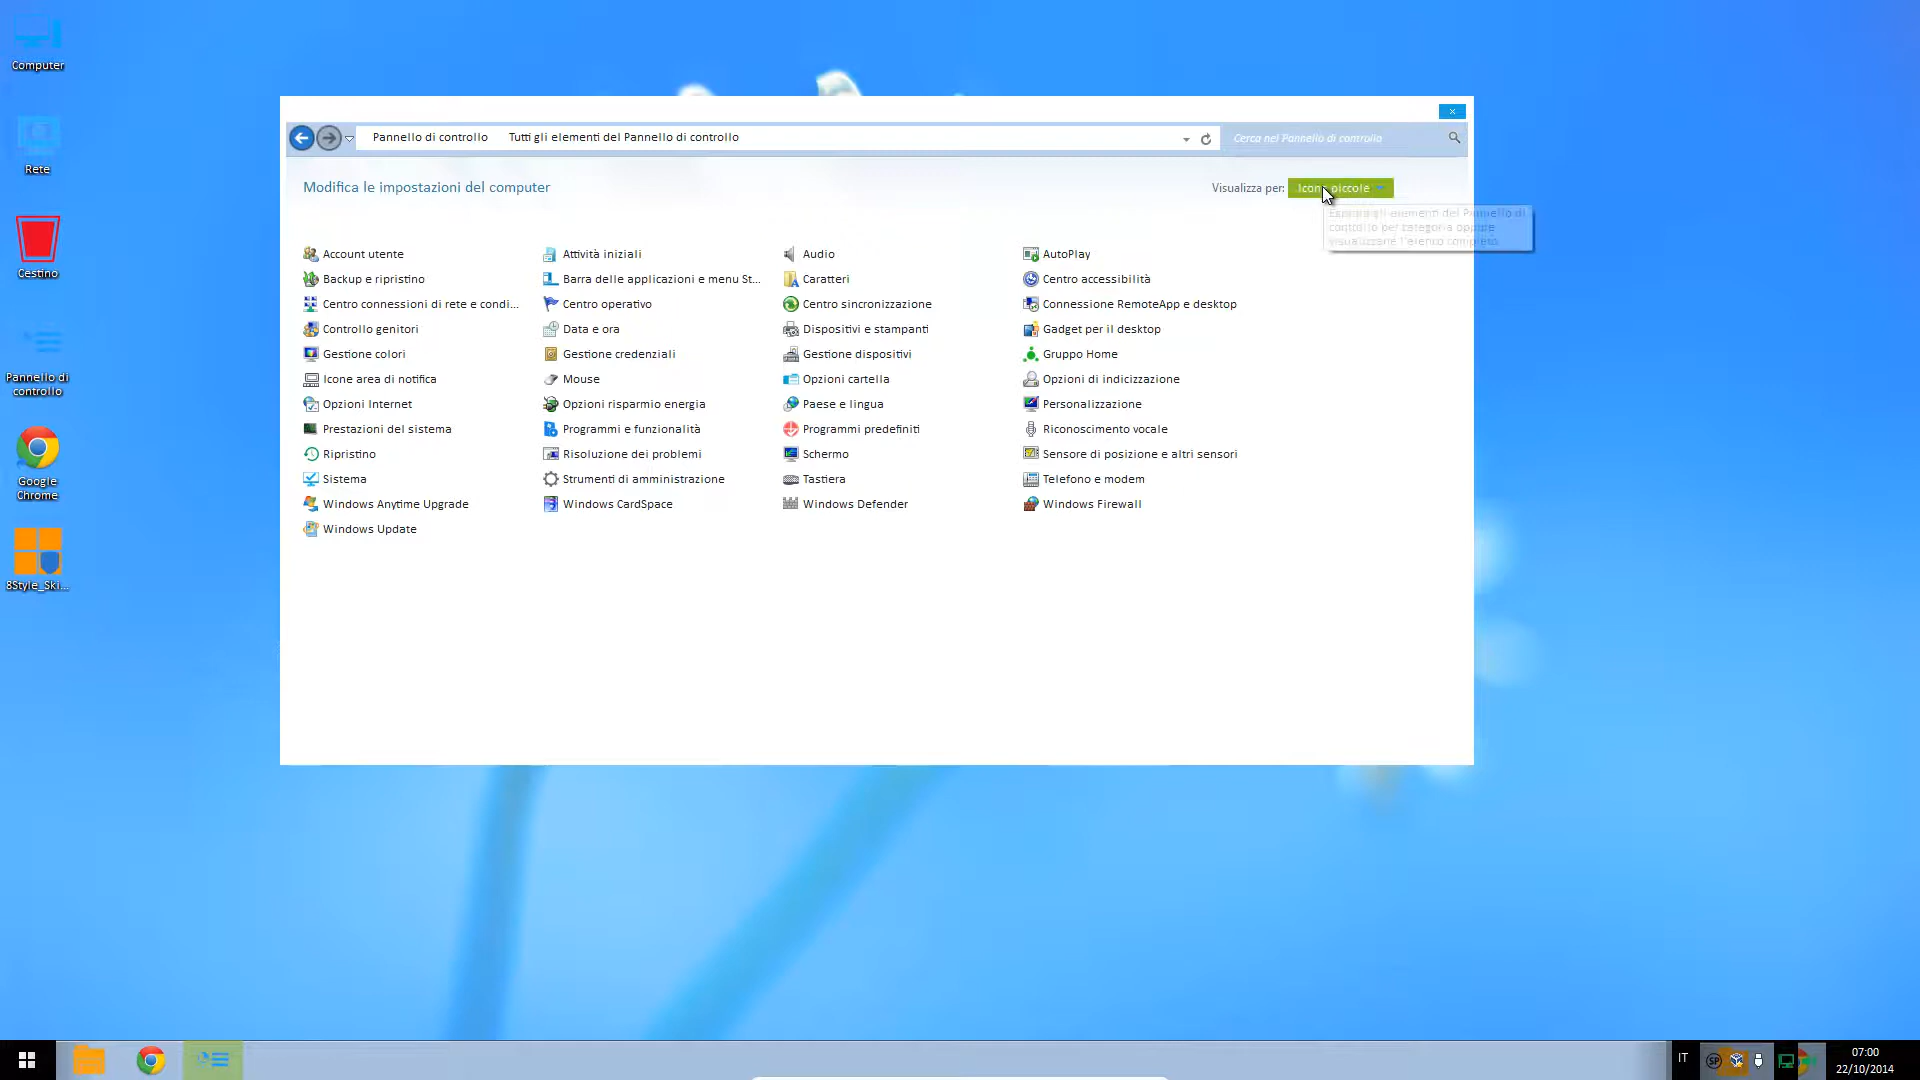 Computer
Rete
Cestino
Pannello di
controllo
Google
Chrome
8Style_Ski...
Pannello di controllo
Tutti gli elementi del Pannello di controllo
Cerca nel Pannello di controllo
Modifica le impostazioni del computer
Visualizza per:
Icone piccole
Espora gli elementi del Pannello di
controllo per categoria oppure
visualizzane l'elenco completo
Account utente
Attività iniziali
Audio
AutoPlay
Backup e ripristino
Barra delle applicazioni e menu St...
Caratteri
Centro accessibilità
Centro connessioni di rete e condi...
Centro operativo
Centro sincronizzazione
Connessione RemoteApp e desktop
Controllo genitori
Data e ora
Dispositivi e stampanti
Gadget per il desktop
Gestione colori
Gestione credenziali
Gestione dispositivi
Gruppo Home
Icone area di notifica
Mouse
Opzioni cartella
Opzioni di indicizzazione
Opzioni Internet
Opzioni risparmio energia
Paese e lingua
Personalizzazione
Prestazioni del sistema
Programmi e funzionalità
Programmi predefiniti
Riconoscimento vocale
Ripristino
Risoluzione dei problemi
Schermo
Sensore di posizione e altri sensori
Sistema
Strumenti di amministrazione
Tastiera
Telefono e modem
Windows Anytime Upgrade
Windows CardSpace
Windows Defender
Windows Firewall
Windows Update
IT
SP
07:00
22/10/2014